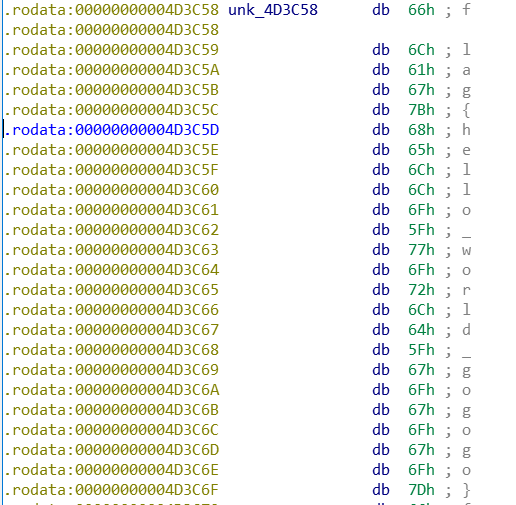 .rodata:00000000004D3C58 unk_4D3C58 db 66h ; f
.rodata:00000000004D3C58
.rodata:00000000004D3C59 db 6Ch ; l
.rodata:00000000004D3C5A db 61h ; a
.rodata:00000000004D3C5B db 67h ; g
.rodata:00000000004D3C5C db 7Bh ; {
.rodata:00000000004D3C5D db 68h ; h
.rodata:00000000004D3C5E db 65h ; e
.rodata:00000000004D3C5F db 6Ch ; l
.rodata:00000000004D3C60 db 6Ch ; l
.rodata:00000000004D3C61 db 6Fh ; o
.rodata:00000000004D3C62 db 5Fh ; _
.rodata:00000000004D3C63 db 77h ; w
.rodata:00000000004D3C64 db 6Fh ; o
.rodata:00000000004D3C65 db 72h ; r
.rodata:00000000004D3C66 db 6Ch ; l
.rodata:00000000004D3C67 db 64h ; d
.rodata:00000000004D3C68 db 5Fh ; _
.rodata:00000000004D3C69 db 67h ; g
.rodata:00000000004D3C6A db 6Fh ; o
.rodata:00000000004D3C6B db 67h ; g
.rodata:00000000004D3C6C db 6Fh ; o
.rodata:00000000004D3C6D db 67h ; g
.rodata:00000000004D3C6E db 6Fh ; o
.rodata:00000000004D3C6F db 7Dh ; }